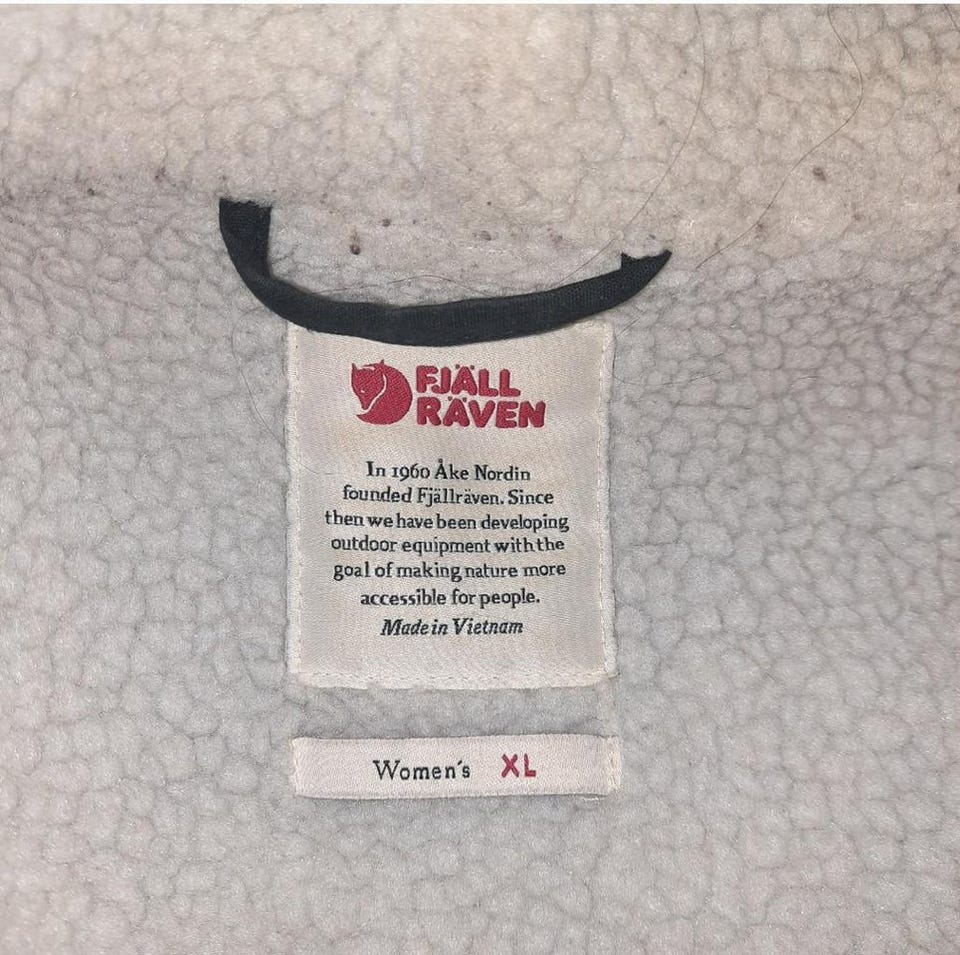 FJÄLL
RÄVEN
In 1960 Åke Nordin
founded Fjällräven. Since
then we have been developing
outdoor equipment with the
goal of making nature more
accessible for people.
Made in Vietnam
Women's XL